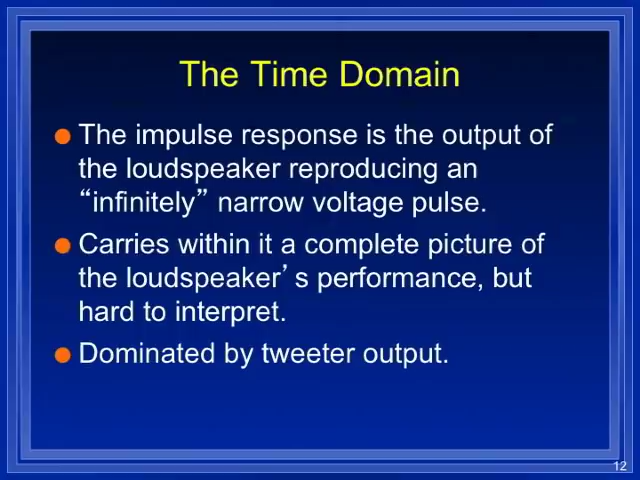 The Time Domain
The impulse response is the output of
the loudspeaker reproducing an
“infinitely” narrow voltage pulse.
Carries within it a complete picture of
the loudspeaker’s performance, but
hard to interpret.
Dominated by tweeter output.
12